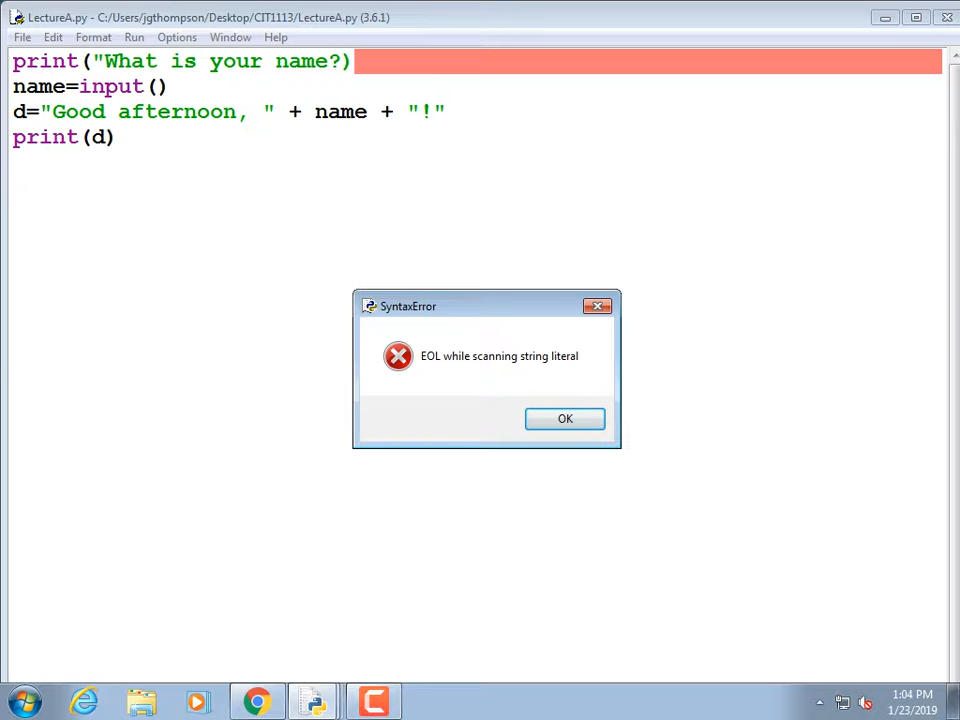 LectureA.py - C:/Users/jgthompson/Desktop/CIT1113/LectureA.py (3.6.1)
File Edit Format Run Options Window Help
print("What is your name?)
name=input()
d="Good afternoon, " + name + "!"
print(d)
SyntaxError
EOL while scanning string literal
OK
1:04 PM
1/23/2019